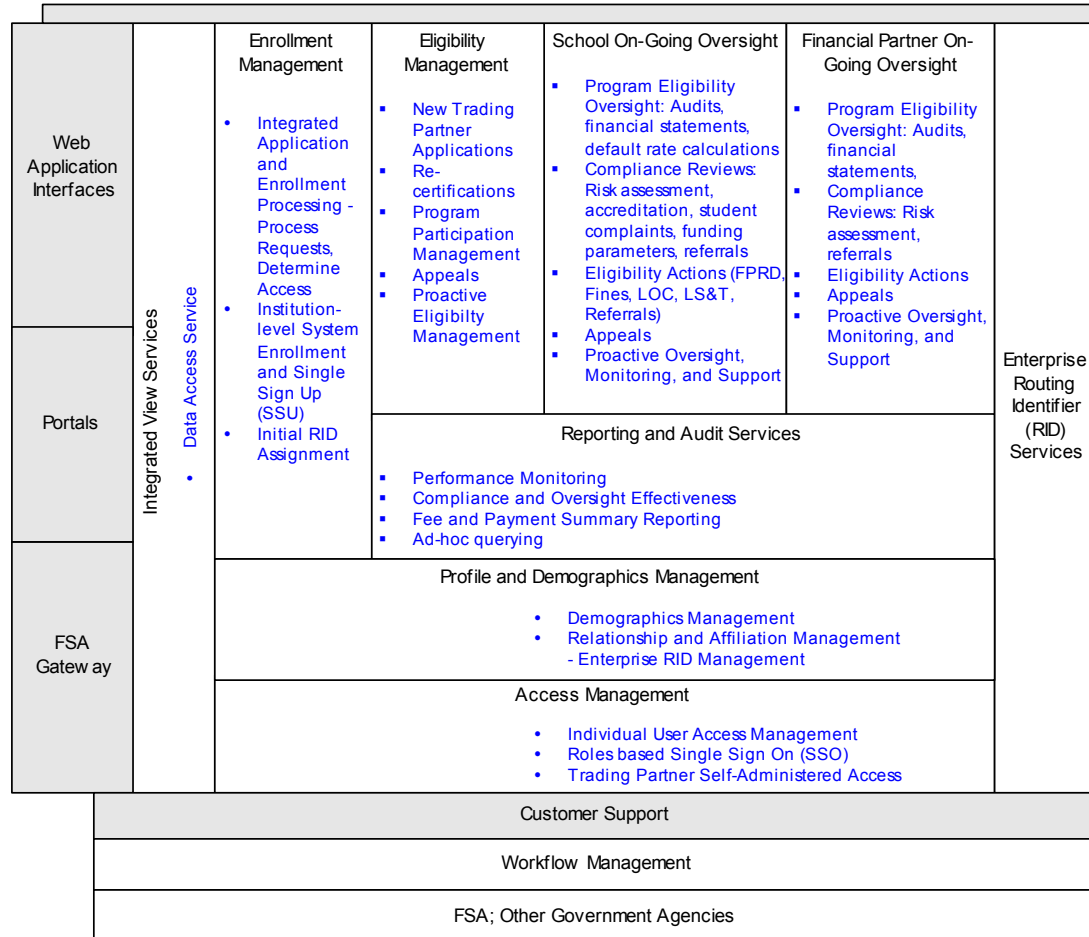 Web
Application
Interfaces
Portals
FSA
Gatew ay
Integrated View Services
• Data Access Service
Enrollment
Management
• Integrated
Application
and
Enrollment
Processing -
Process
Requests,
Determine
Access
• Institution-
level System
Enrollment
and Single
Sign Up
(SSU)
• Initial RID
Assignment
Eligibility
Management
▪ New Trading
Partner
Applications
▪ Re-
certifications
▪ Program
Participation
Management
▪ Appeals
▪ Proactive
Eligibilty
Management
School On-Going Oversight
▪ Program Eligibility
Oversight: Audits,
financial statements,
default rate calculations
▪ Compliance Reviews:
Risk assessment,
accreditation, student
complaints, funding
parameters, referrals
▪ Eligibility Actions (FPRD,
Fines, LOC, LS&T,
Referrals)
▪ Appeals
▪ Proactive Oversight,
Monitoring, and Support
Financial Partner On-
Going Oversight
▪ Program Eligibility
Oversight: Audits,
financial
statements,
▪ Compliance
Reviews: Risk
assessment,
referrals
▪ Eligibility Actions
▪ Appeals
▪ Proactive Oversight,
Monitoring, and
Support
Enterprise
Routing
Identifier
(RID)
Services
Reporting and Audit Services
▪ Performance Monitoring
▪ Compliance and Oversight Effectiveness
▪ Fee and Payment Summary Reporting
▪ Ad-hoc querying
Profile and Demographics Management
• Demographics Management
• Relationship and Affiliation Management
- Enterprise RID Management
Access Management
• Individual User Access Management
• Roles based Single Sign On (SSO)
• Trading Partner Self-Administered Access
Customer Support
Workflow Management
FSA; Other Government Agencies